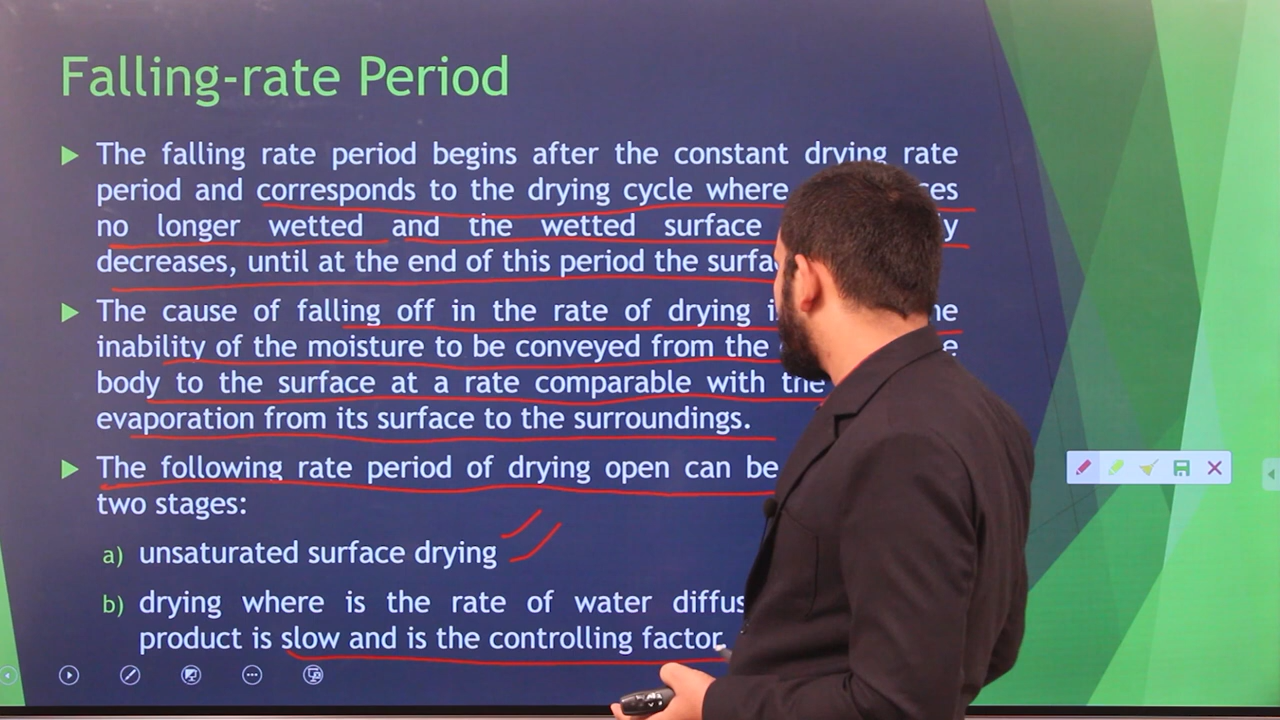 Falling-rate Period
The falling rate period begins after the constant drying rate
period and corresponds to the drying cycle where
no longer wetted and the wetted surface
decreases, until at the end of this period the
The cause of falling off in the rate of drying
inability of the moisture to be conveyed from the
body to the surface at a rate comparable with the
evaporation from its surface to the surroundings.
The following rate period of drying open can be
two stages:
a) unsaturated surface drying
b) drying where is the rate of water
product is slow and is the controlling factor.